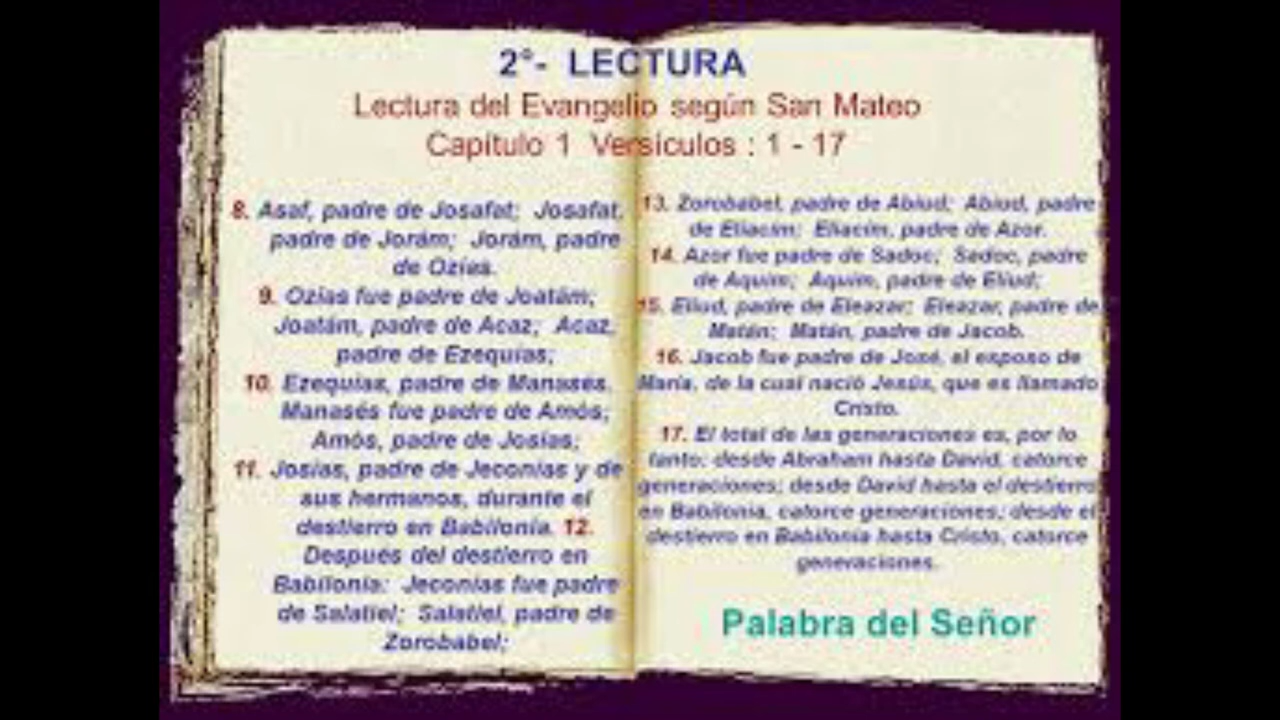 2°- LECTURA
Lectura del Evangelio según San Mateo
Capítulo 1 Versículos : 1 - 17
8. Asaf, padre de Josafat; Josafat,
padre de Jorám; Jorám, padre
de Ozías.
9. Ozías fue padre de Joatám;
Joatám, padre de Acaz; Acaz,
padre de Ezequías;
10. Ezequías, padre de Manasés.
Manasés fue padre de Amós;
Amós, padre de Josías;
11. Josías, padre de Jeconías y de
sus hermanos, durante el
destierro en Babilonia. 12.
Después del destierro en
Babilonia: Jeconías fue padre
de Salatiel; Salatiel, padre de
Zorobabel;
13. Zorobabel, padre de Abiud; Abiud, padre
de Eliacim; Eliacim, padre de Azor.
14. Azor fue padre de Sadoc; Sadoc, padre
de Aquim; Aquim, padre de Eliud;
15. Eliud, padre de Eleazar; Eleazar, padre de
Matán; Matán, padre de Jacob.
16. Jacob fue padre de José, el esposo de
María, de la cual nació Jesús, que es llamado
Cristo.
17. El total de las generaciones es, por lo
tanto: desde Abraham hasta David, catorce
generaciones; desde David hasta el destierro
en Babilonia, catorce generaciones; desde el
destierro en Babilonia hasta Cristo, catorce
generaciones.
Palabra del Señor